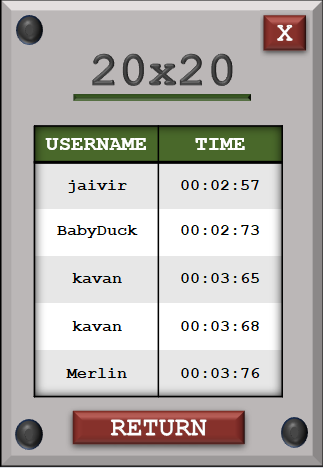 X
20x20
USERNAME TIME
jaivir 00:02:57
BabyDuck 00:02:73
kavan 00:03:65
kavan 00:03:68
Merlin 00:03:76
RETURN